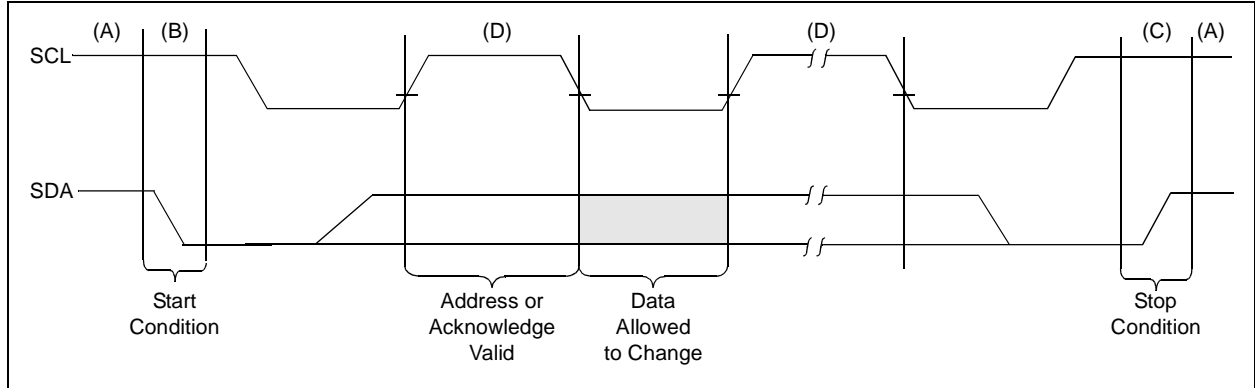 (A) (B) (D) (D) (C) (A)
SCL
SDA
Start
Condition
Address or
Acknowledge
Valid
Data
Allowed
to Change
Stop
Condition